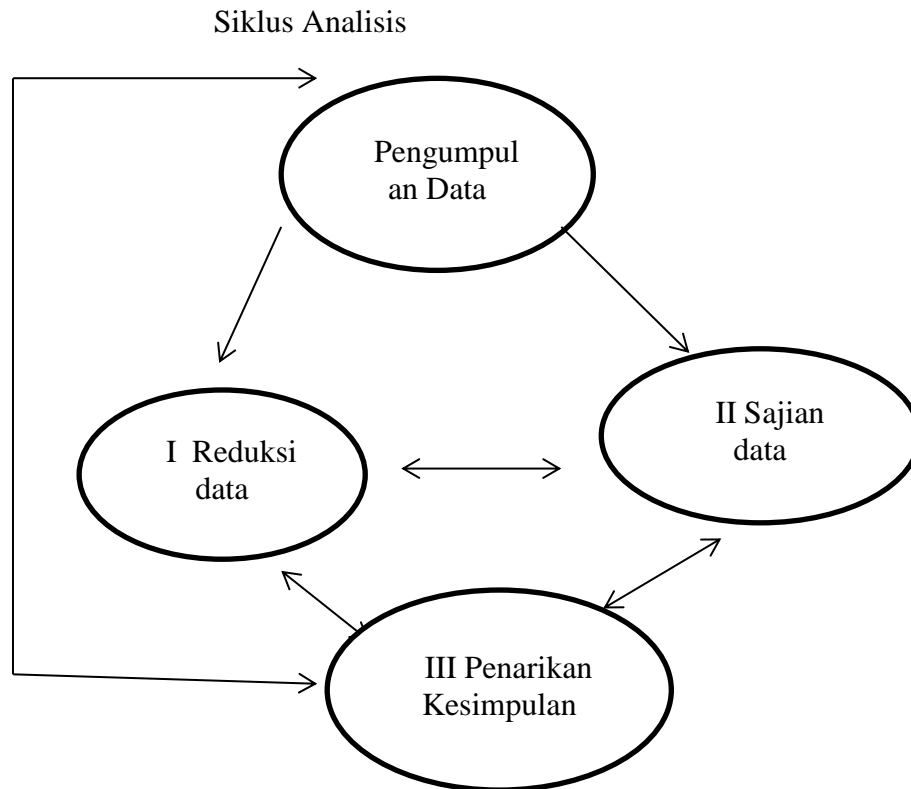 Siklus Analisis
Pengumpul
an Data
II Sajian
data
I Reduksi
data
III Penarikan
Kesimpulan